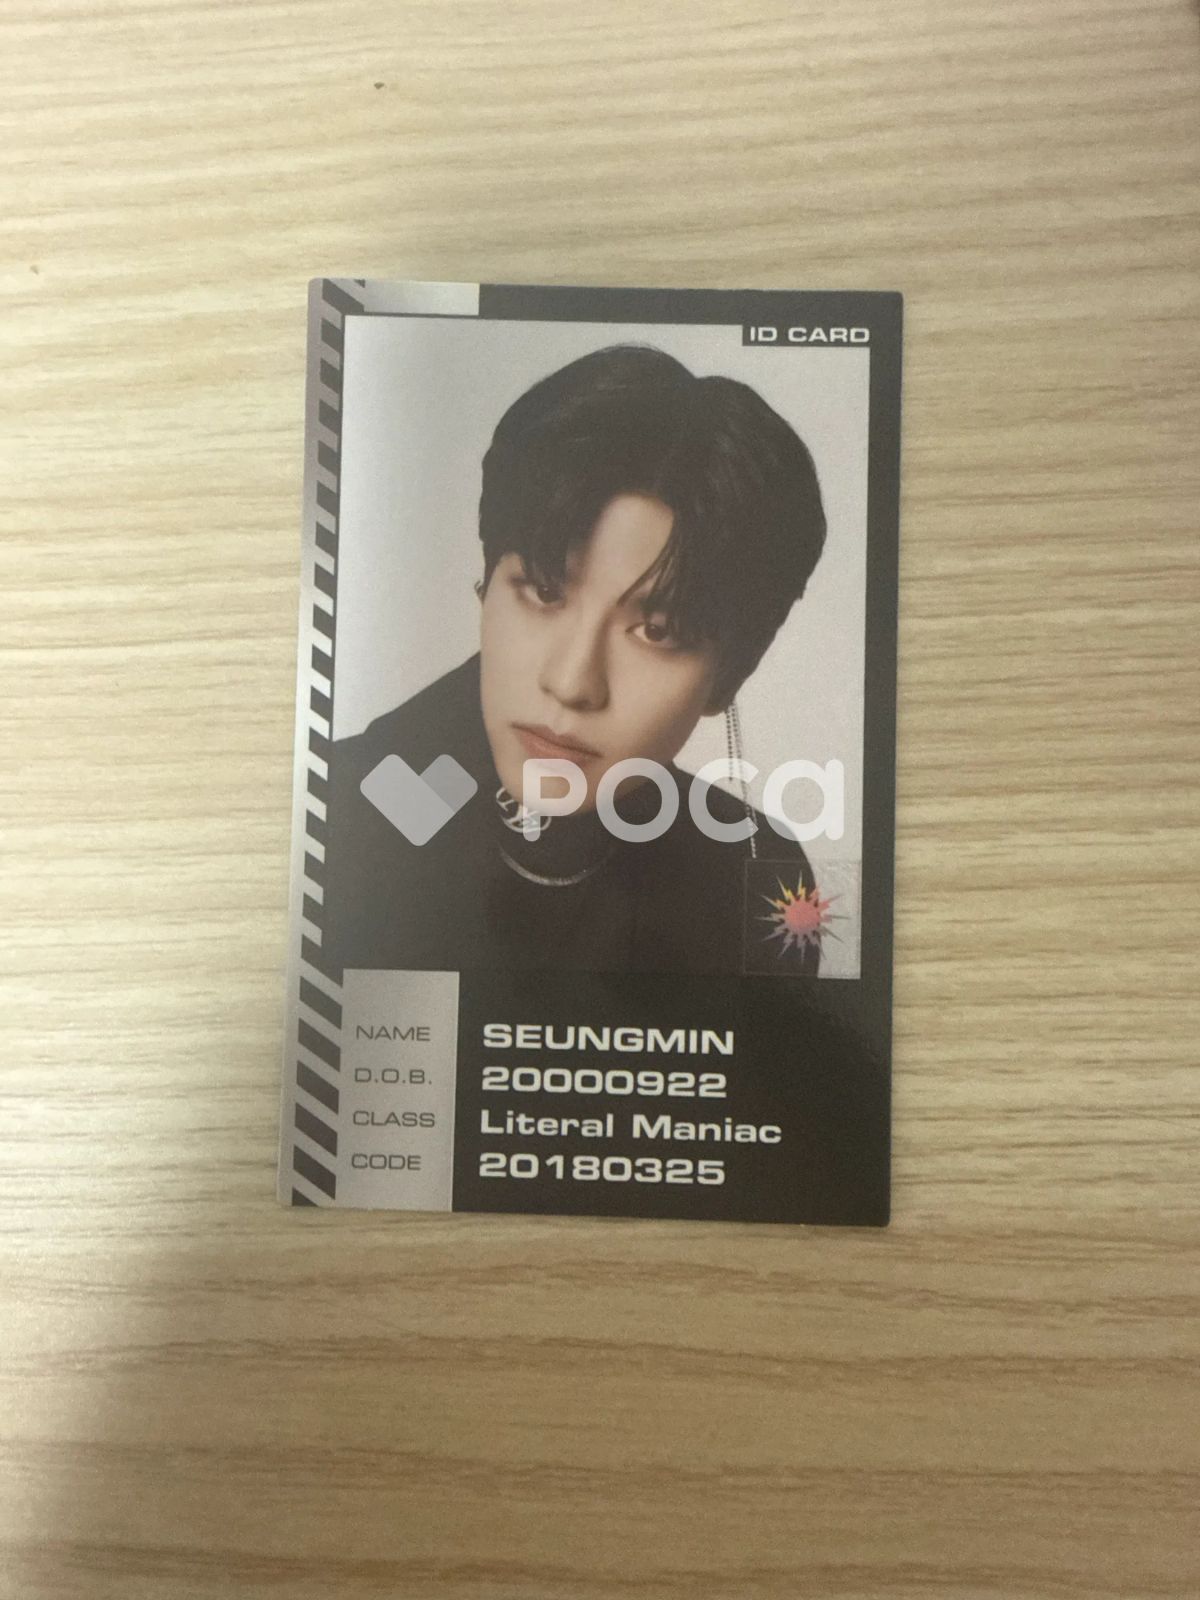 ID CARD
POCA
NAME SEUNGMIN
D.O.B. 20000922
CLASS Literal Maniac
CODE 20180325